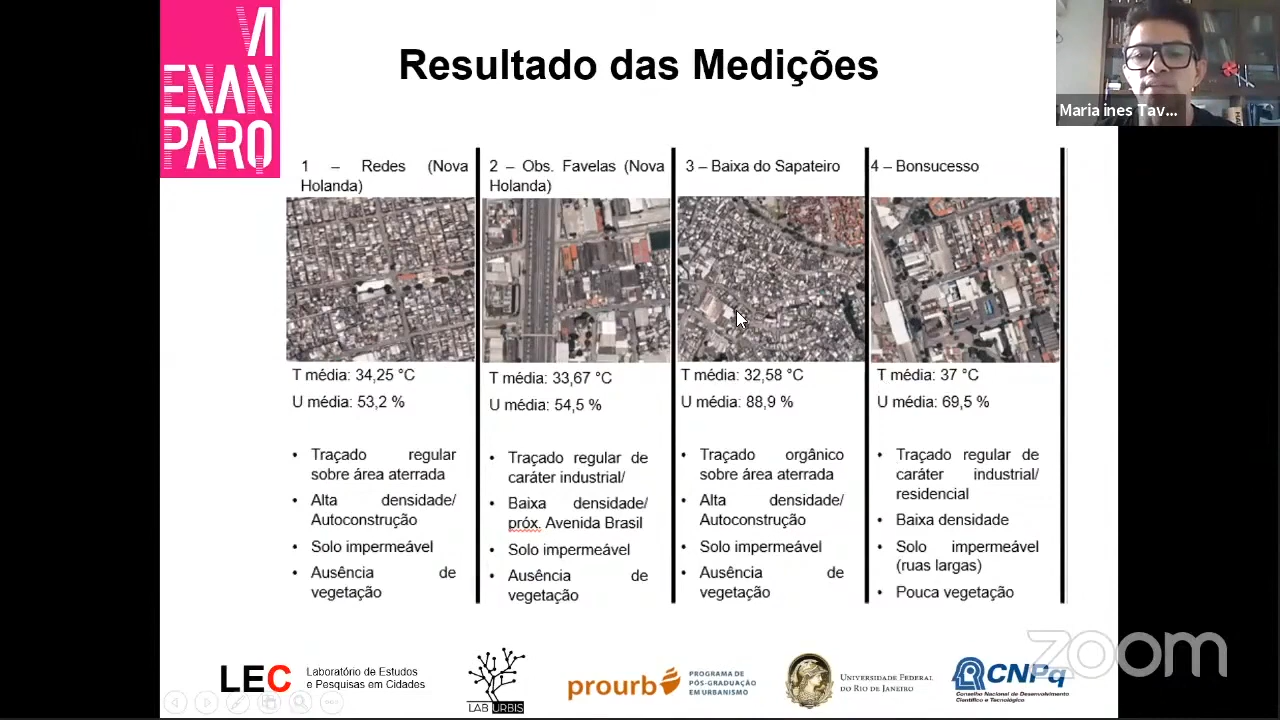 VI
ENAN
PARQ
Resultado das Medições
Maria ines Tav...
1 – Redes (Nova
Holanda)
T média: 34,25 °C
U média: 53,2 %
• Traçado regular
sobre área aterrada
• Alta densidade/
Autoconstrução
• Solo impermeável
• Ausência de
vegetação
2 – Obs. Favelas (Nova
Holanda)
T média: 33,67 °C
U média: 54,5 %
• Traçado regular de
caráter industrial/
• Baixa densidade/
próx. Avenida Brasil
• Solo impermeável
• Ausência de
vegetação
3 – Baixa do Sapateiro
T média: 32,58 °C
U média: 88,9 %
• Traçado orgânico
sobre área aterrada
• Alta densidade/
Autoconstrução
• Solo impermeável
• Ausência de
vegetação
4 – Bonsucesso
T média: 37 °C
U média: 69,5 %
• Traçado regular de
caráter industrial/
residencial
• Baixa densidade
• Solo impermeável
(ruas largas)
• Pouca vegetação
LEC
Laboratório de Estudos
e Pesquisas em Cidades
LAB URBIS
prourb
PROGRAMA DE
PÓS-GRADUAÇÃO
EM URBANISMO
UNIVERSIDADE FEDERAL
DO RIO DE JANEIRO
CNPq
Conselho Nacional de Desenvolvimento
Científico e Tecnológico
zoom